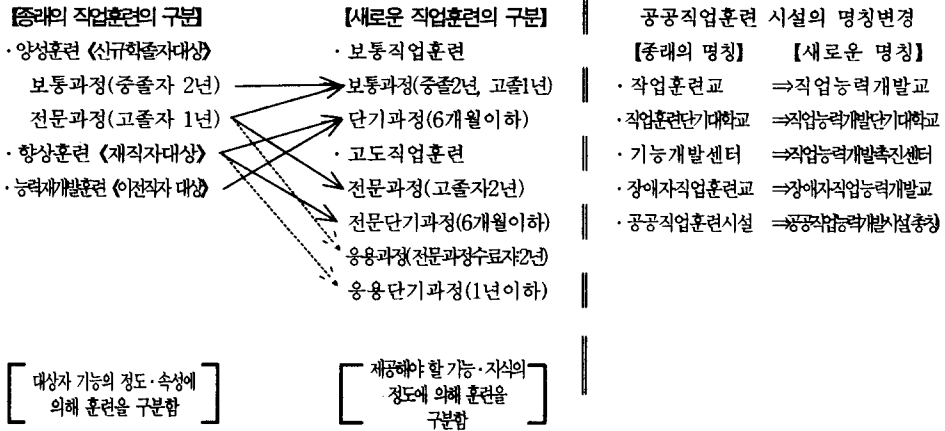 【종래의 직업훈련의 구분】
·양성훈련《신규학졸자대상》
보통과정(중졸자 2년)
전문과정(고졸자 1년)
·향상훈련《재직자대상》
·능력재개발훈련《이전직자 대상》
대상자 기능의 정도·속성에
의해 훈련을 구분함
【새로운 직업훈련의 구분】
· 보통직업훈련
보통과정(중졸2년, 고졸1년)
단기과정(6개월이하)
· 고도직업훈련
전문과정(고졸자2년)
전문단기과정(6개월이하)
응용과정(전문과정수료자:2년)
응용단기과정(1년이하)
제공해야 할 기능·지식의
정도에 의해 훈련을
구분함
공공직업훈련 시설의 명칭변경
【종래의 명칭】 【새로운 명칭】
· 작업훈련교 ⇒직업능력개발교
·직업훈련단기대학교 ⇒직업능력개발단기대학교
· 기능개발센터 ⇒직업능력개발촉진센터
· 장애자직업훈련교 ⇒장애자직업능력개발교
· 공공직업훈련시설 ⇒공공직업능력개발시설(총칭)